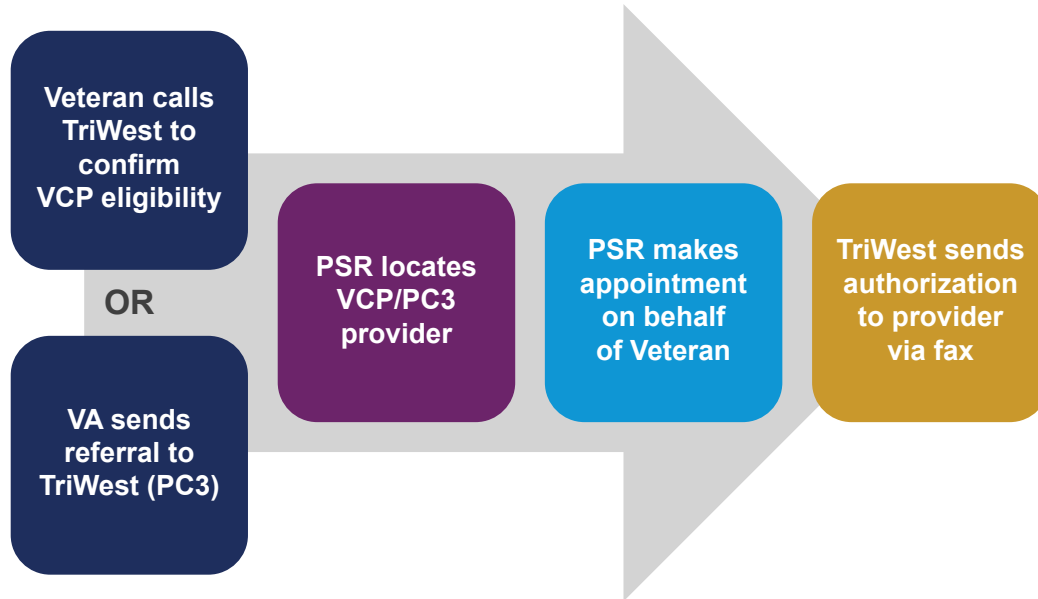 Veteran calls
TriWest to
confirm
VCP eligibility
OR
VA sends
referral to
TriWest (PC3)
PSR locates
VCP/PC3
provider
PSR makes
appointment
on behalf
of Veteran
TriWest sends
authorization
to provider
via fax